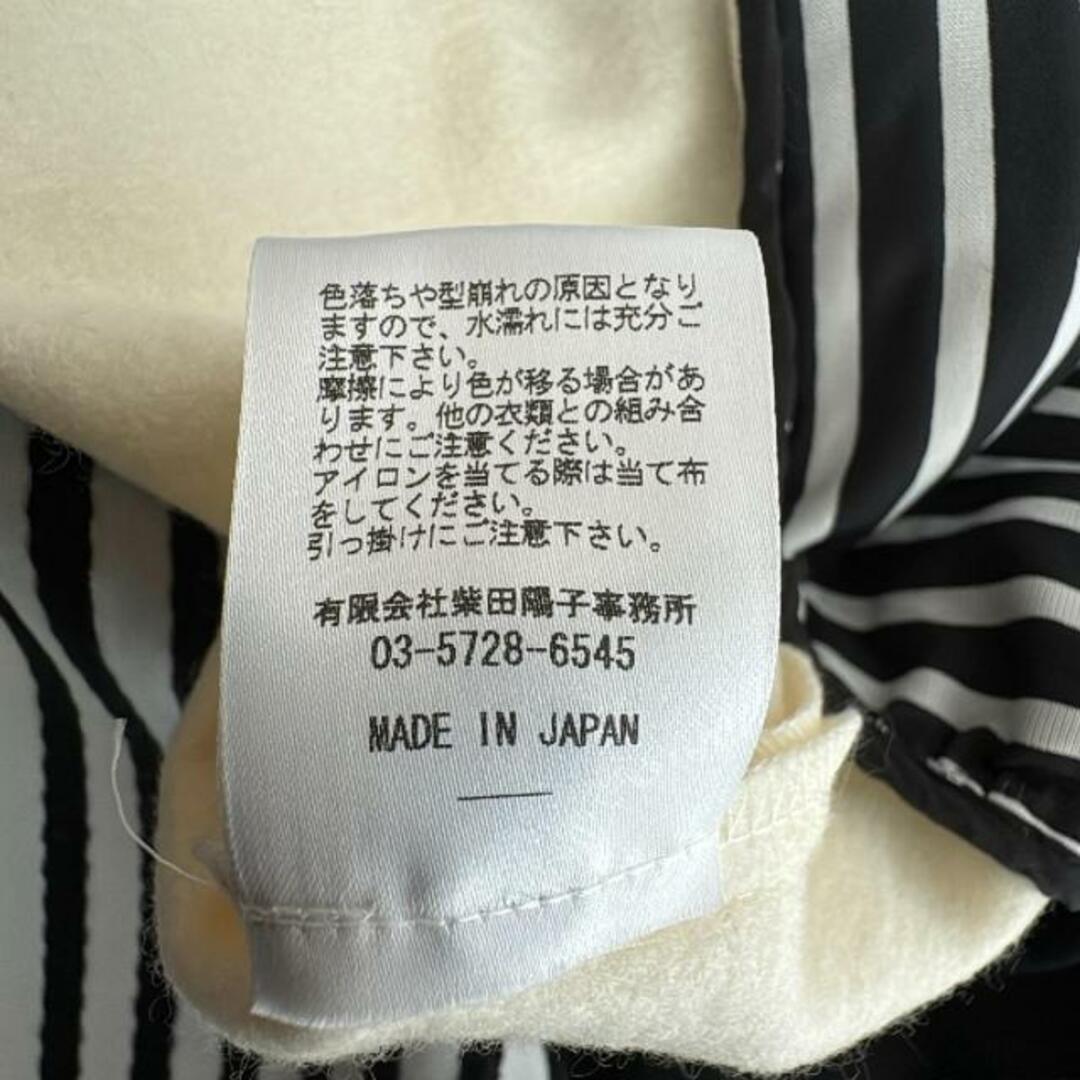 色落ちや型崩れの原因となり
ますので、水濡れには充分ご
注意下さい。
摩擦により色が移る場合があ
ります。他の衣類との組み合
わせにご注意ください。
アイロンを当てる際は当て布
をしてください。
引っ掛けにご注意下さい。
有限会社柴田陽子事務所
03-5728-6545
MADE IN JAPAN